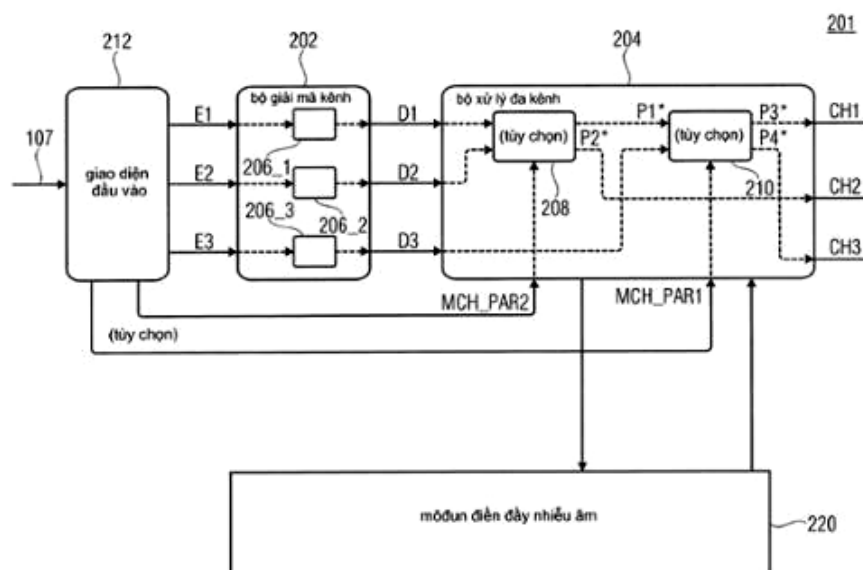 201
212
202
204
bộ giải mã kênh
bộ xử lý đa kênh
107
giao diện
đầu vào
E1
E2
E3
206_1
206_3
206_2
D1
D2
D3
(tùy chọn)
208
P1*
P2*
(tùy chọn)
210
P3*
P4*
CH1
CH2
CH3
MCH_PAR2
MCH_PAR1
(tùy chọn)
môđun điền đầy nhiễu âm
220